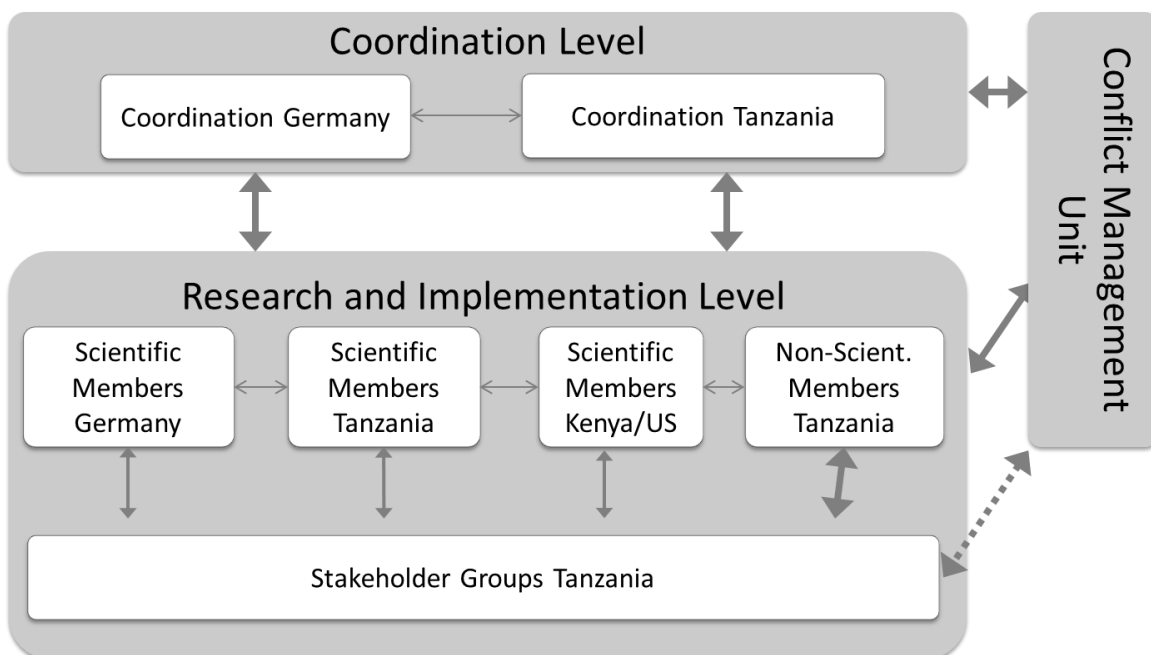 Coordination Level
Coordination Germany
Coordination Tanzania
Conflict Management
Unit
Research and Implementation Level
Scientific
Members
Germany
Scientific
Members
Tanzania
Scientific
Members
Kenya/US
Non-Scient.
Members
Tanzania
Stakeholder Groups Tanzania